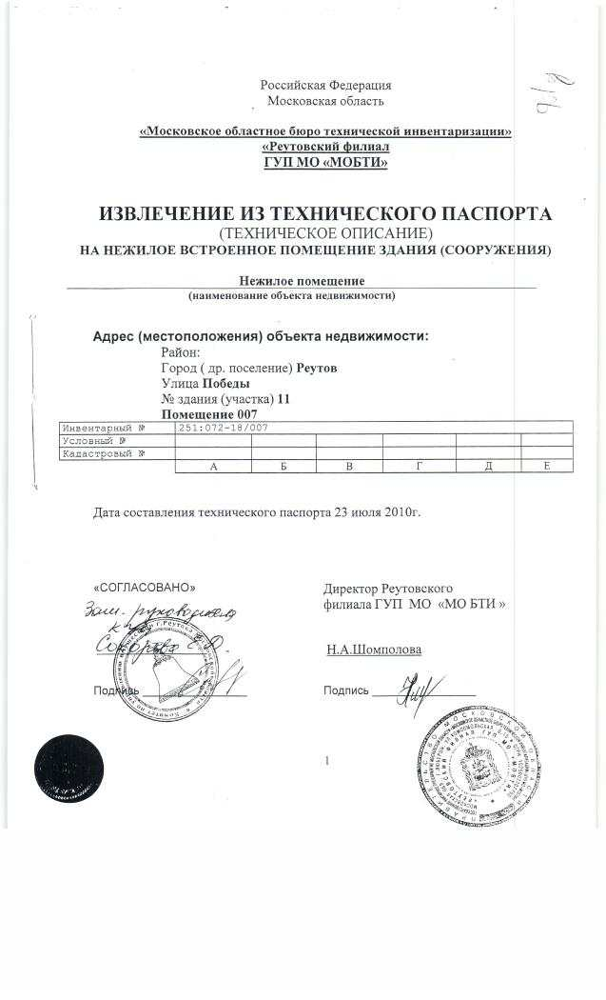 Российская Федерация
Московская область
«Московское областное бюро технической инвентаризации»
«Реутовский филиал
ГУП МО «МОБТИ»
ИЗВЛЕЧЕНИЕ ИЗ ТЕХНИЧЕСКОГО ПАСПОРТА
(ТЕХНИЧЕСКОЕ ОПИСАНИЕ)
НА НЕЖИЛОЕ ВСТРОЕННОЕ ПОМЕЩЕНИЕ ЗДАНИЯ (СООРУЖЕНИЯ)
Нежилое помещение
(наименование объекта недвижимости)
Адрес (местоположения) объекта недвижимости:
Район:
Город ( др. поселение) Реутов
Улица Победы
№ здания (участка) 11
Помещение 007
Инвентарный № 251:072-18/007
Условный №
Кадастровый №
А Б В Г Д Е
Дата составления технического паспорта 23 июля 2010г.
«СОГЛАСОВАНО»
Зам. руководителя
Директор Реутовского
филиала ГУП МО «МО БТИ »
Н.А.Шомполова
Подпись
Подпись
1